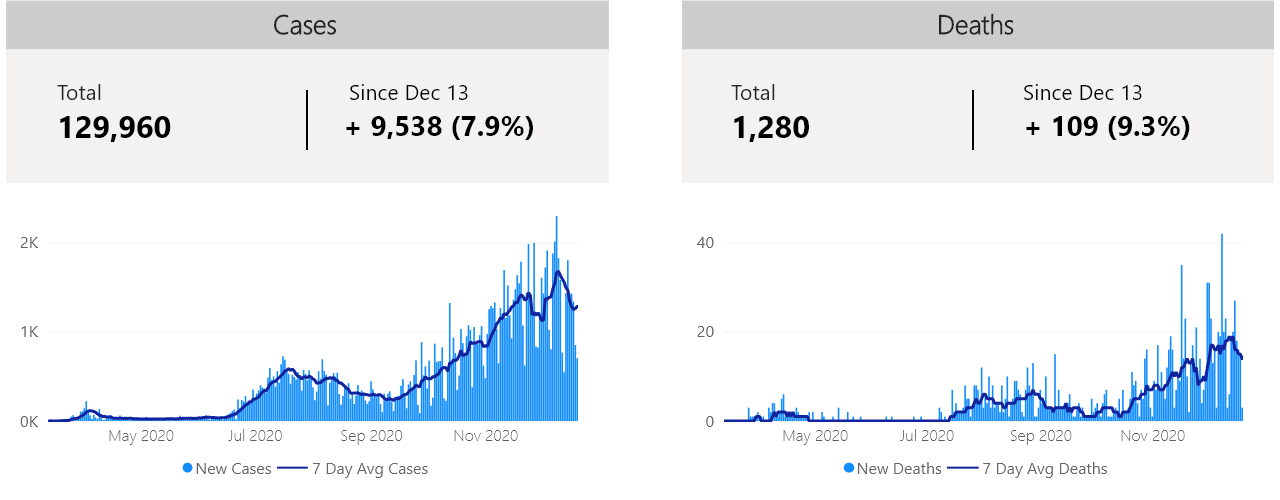 Cases
Total
Since Dec 13
129,960
+ 9,538 (7.9%)
2K
1K
0K
May 2020
Jul 2020
Sep 2020
Nov 2020
New Cases
7 Day Avg Cases
Deaths
Total
Since Dec 13
1,280
+ 109 (9.3%)
40
20
0
May 2020
Jul 2020
Sep 2020
Nov 2020
New Deaths
7 Day Avg Deaths